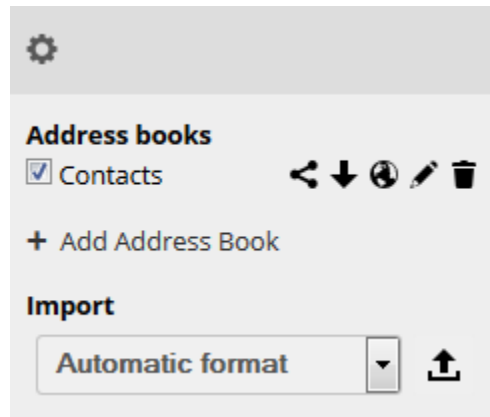 Address books
Contacts
+ Add Address Book
Import
Automatic format